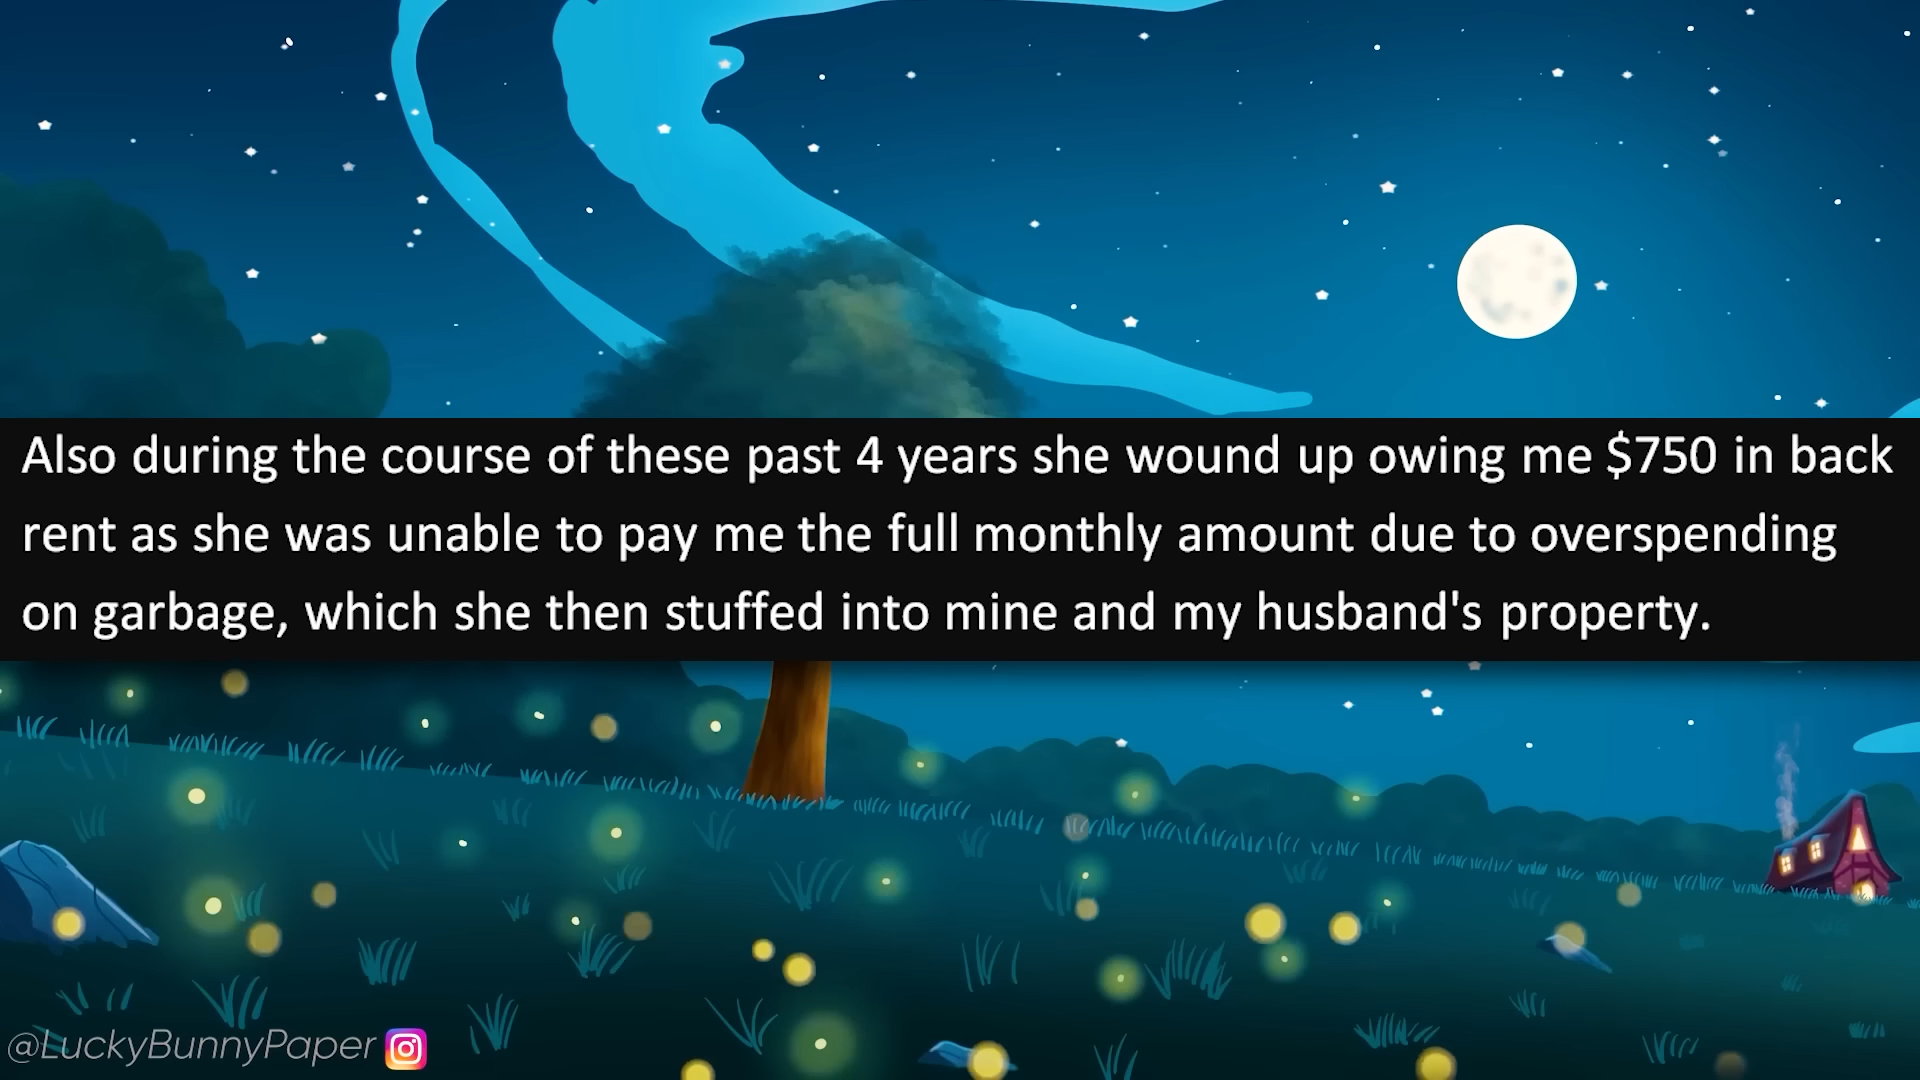 Also during the course of these past 4 years she wound up owing me $750 in back
rent as she was unable to pay me the full monthly amount due to overspending
on garbage, which she then stuffed into mine and my husband's property.
@LuckyBunnyPaper